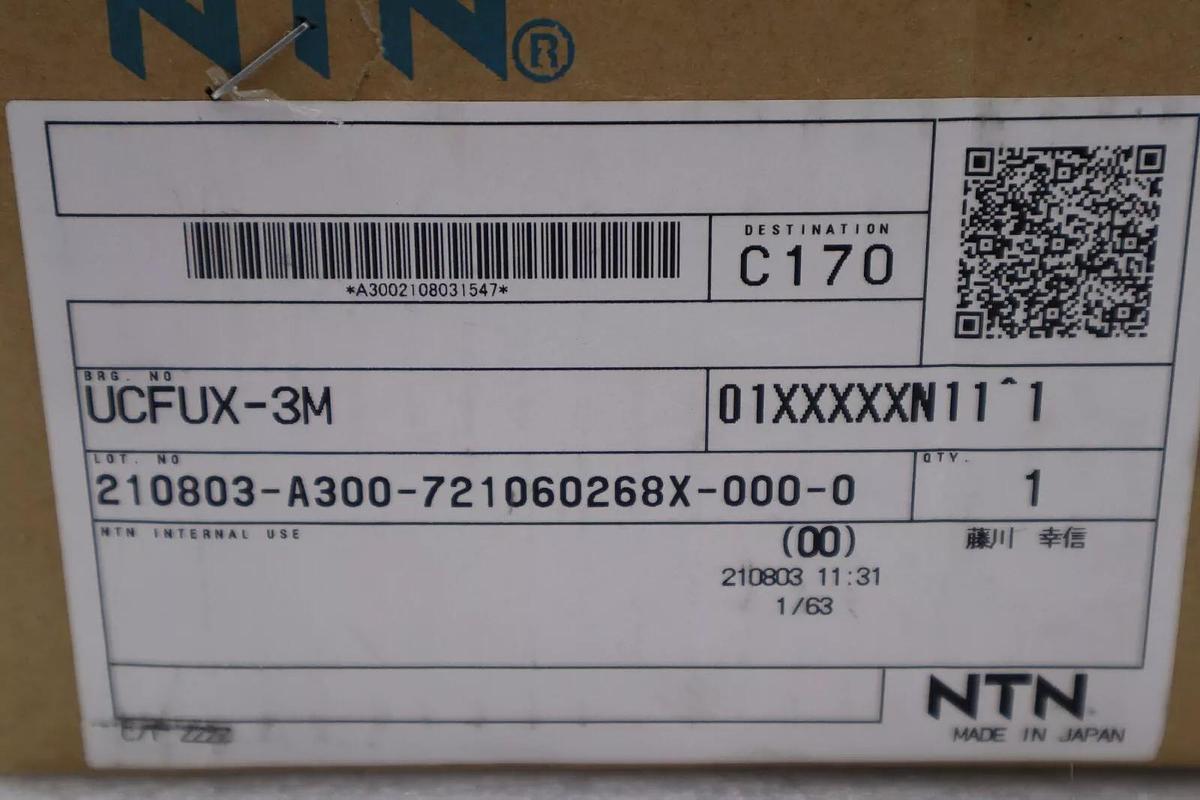 NTN®
DESTINATION
C170
*A3002108031547*
BRG. NO
UCFUX-3M
01XXXXXN11^1
LOT. NO
210803-A300-721060268X-000-0
QTY.
1
NTN INTERNAL USE
(00)
藤川 幸信
210803 11:31
1/63
NTN
MADE IN JAPAN